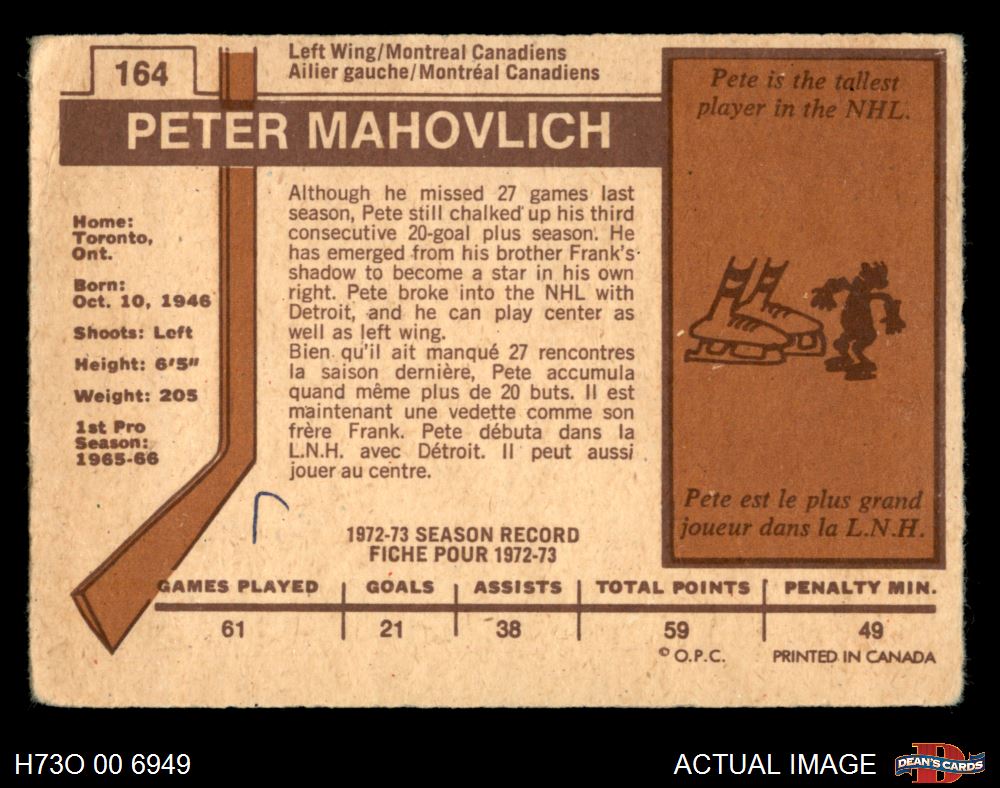 164
Left Wing/Montreal Canadiens
Ailier gauche/Montréal Canadiens
PETER MAHOVLICH
Home:
Toronto,
Ont.
Born:
Oct. 10, 1946
Shoots: Left
Height: 6'5"
Weight: 205
1st Pro
Season:
1965-66
Although he missed 27 games last
season, Pete still chalked up his third
consecutive 20-goal plus season. He
has emerged from his brother Frank's
shadow to become a star in his own
right. Pete broke into the NHL with
Detroit, and he can play center as
well as left wing.
Bien qu'il ait manqué 27 rencontres
la saison dernière, Pete accumula
quand même plus de 20 buts. Il est
maintenant une vedette comme son
frère Frank. Pete débuta dans la
L.N.H. avec Détroit. Il peut aussi
jouer au centre.
Pete is the tallest
player in the NHL.
Pete est le plus grand
joueur dans la L.N.H.
1972-73 SEASON RECORD
FICHE POUR 1972-73
GAMES PLAYED GOALS ASSISTS TOTAL POINTS PENALTY MIN.
61 21 38 59 49
© O.P.C. PRINTED IN CANADA
H73O 00 6949
ACTUAL IMAGE
D
DEAN'S CARDS